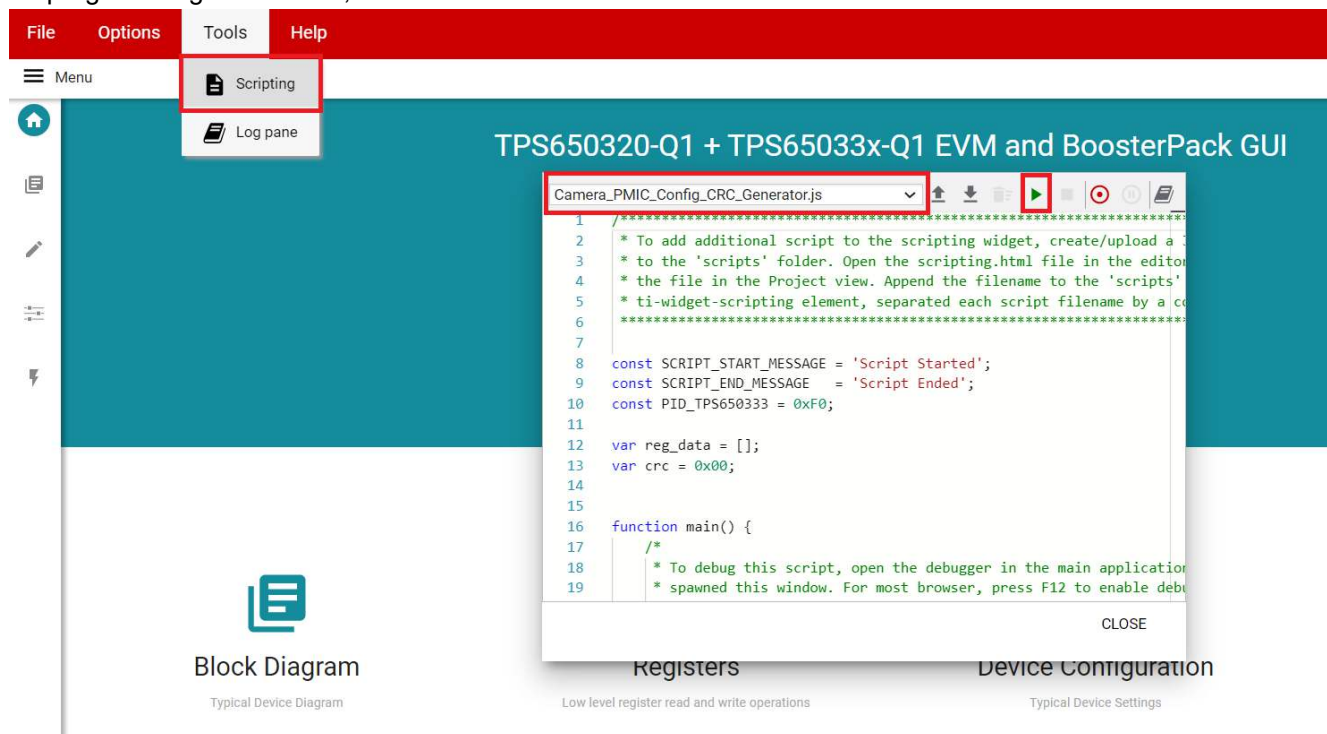 File Options Tools Help
Menu
Scripting
Log pane
TPS650320-Q1 + TPS65033x-Q1 EVM and BoosterPack GUI
Camera_PMIC_Config_CRC_Generator.js
1 /********************************************************************
2 * To add additional script to the scripting widget, create/upload a
3 * to the 'scripts' folder. Open the scripting.html file in the editor
4 * the file in the Project view. Append the filename to the 'scripts'
5 * ti-widget-scripting element, separated each script filename by a
6 ********************************************************************
7
8 const SCRIPT_START_MESSAGE = 'Script Started';
9 const SCRIPT_END_MESSAGE = 'Script Ended';
10 const PID_TPS650333 = 0xF0;
11
12 var reg_data = [];
13 var crc = 0x00;
14
15
16 function main() {
17 /*
18 * To debug this script, open the debugger in the main application
19 * spawned this window. For most browser, press F12 to enable
CLOSE
Block Diagram Registers Device Configuration
Typical Device Diagram Low level register read and write operations Typical Device Settings